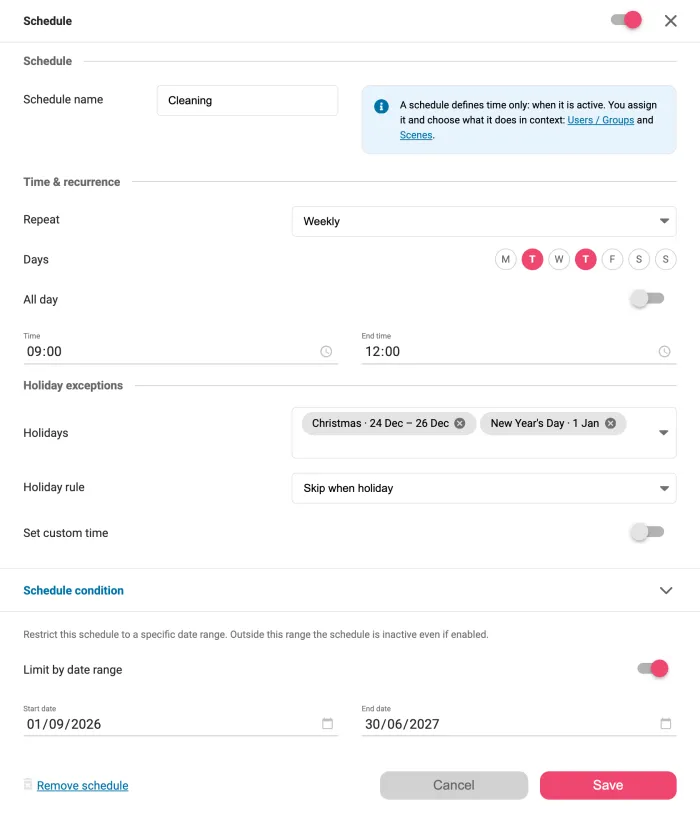 Schedule
Schedule
Schedule name
Cleaning
A schedule defines time only: when it is active. You assign
it and choose what it does in context: Users / Groups and
Scenes.
Time & recurrence
Repeat
Weekly
Days
M T W T F S S
All day
Time
09:00
End time
12:00
Holiday exceptions
Holidays
Christmas · 24 Dec – 26 Dec
New Year's Day · 1 Jan
Holiday rule
Skip when holiday
Set custom time
Schedule condition
Restrict this schedule to a specific date range. Outside this range the schedule is inactive even if enabled.
Limit by date range
Start date
01/09/2026
End date
30/06/2027
Remove schedule
Cancel
Save